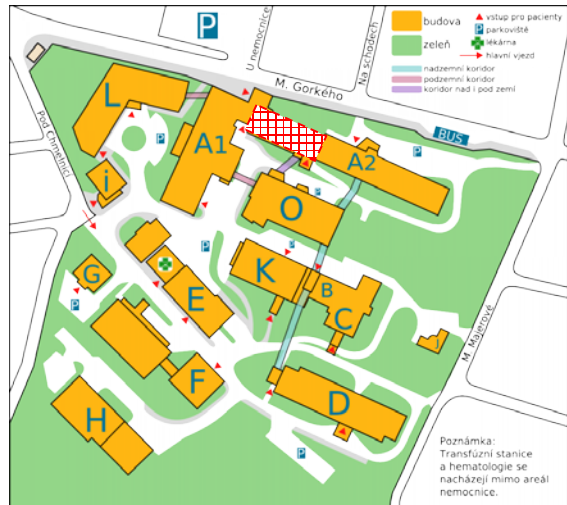 P
budova
zeleň
nadzemní koridor
podzemní koridor
koridor nad i pod zemí
vstup pro pacienty
P parkoviště
lékárna
hlavní vjezd
U nemocnice
Na schodech
M. Gorkého
BUS
Pod Chmelnicí
L
A1
A2
P
P
i
O
P
P
P
K
B
C
G
P
E
J
M. Majerové
F
D
H
P
Poznámka:
Transfúzní stanice
a hematologie se
nacházejí mimo areál
nemocnice.